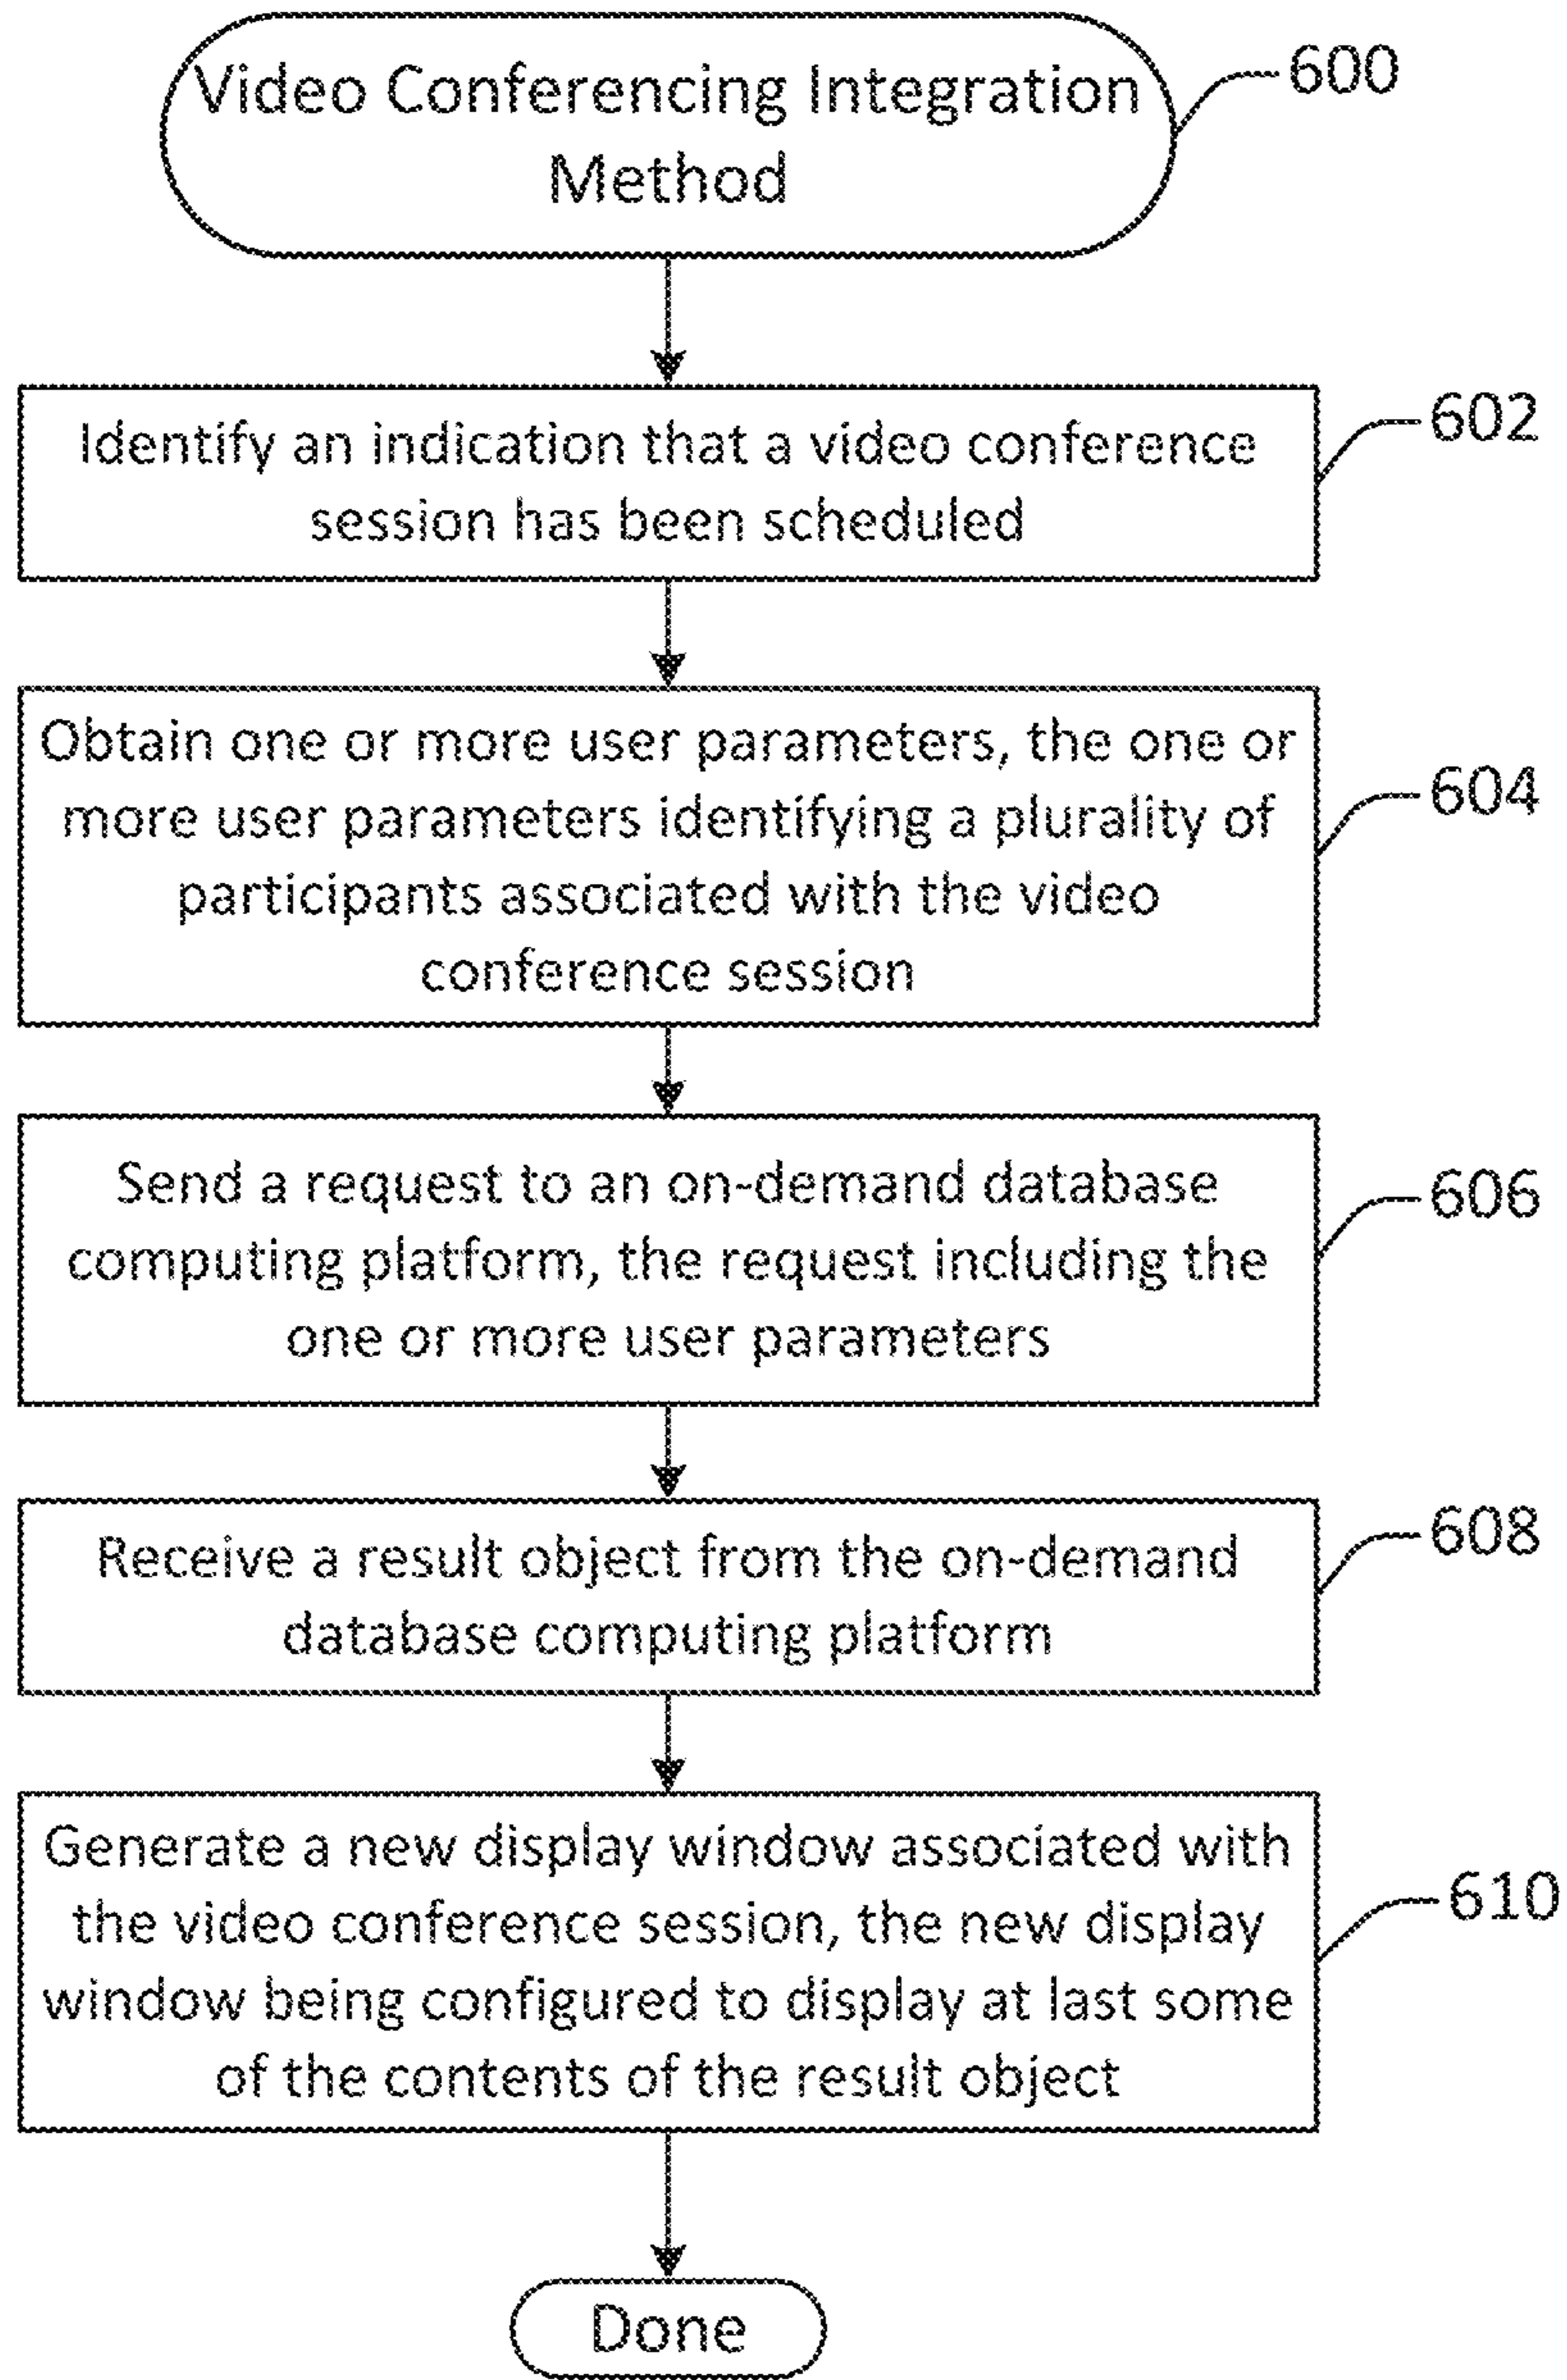 Video Conferencing Integration
Method
600
Identify an indication that a video conference
session has been scheduled
602
Obtain one or more user parameters, the one or
more user parameters identifying a plurality of
participants associated with the video
conference session
604
Send a request to an on-demand database
computing platform, the request including the
one or more user parameters
606
Receive a result object from the on-demand
database computing platform
608
Generate a new display window associated with
the video conference session, the new display
window being configured to display at last some
of the contents of the result object
610
Done